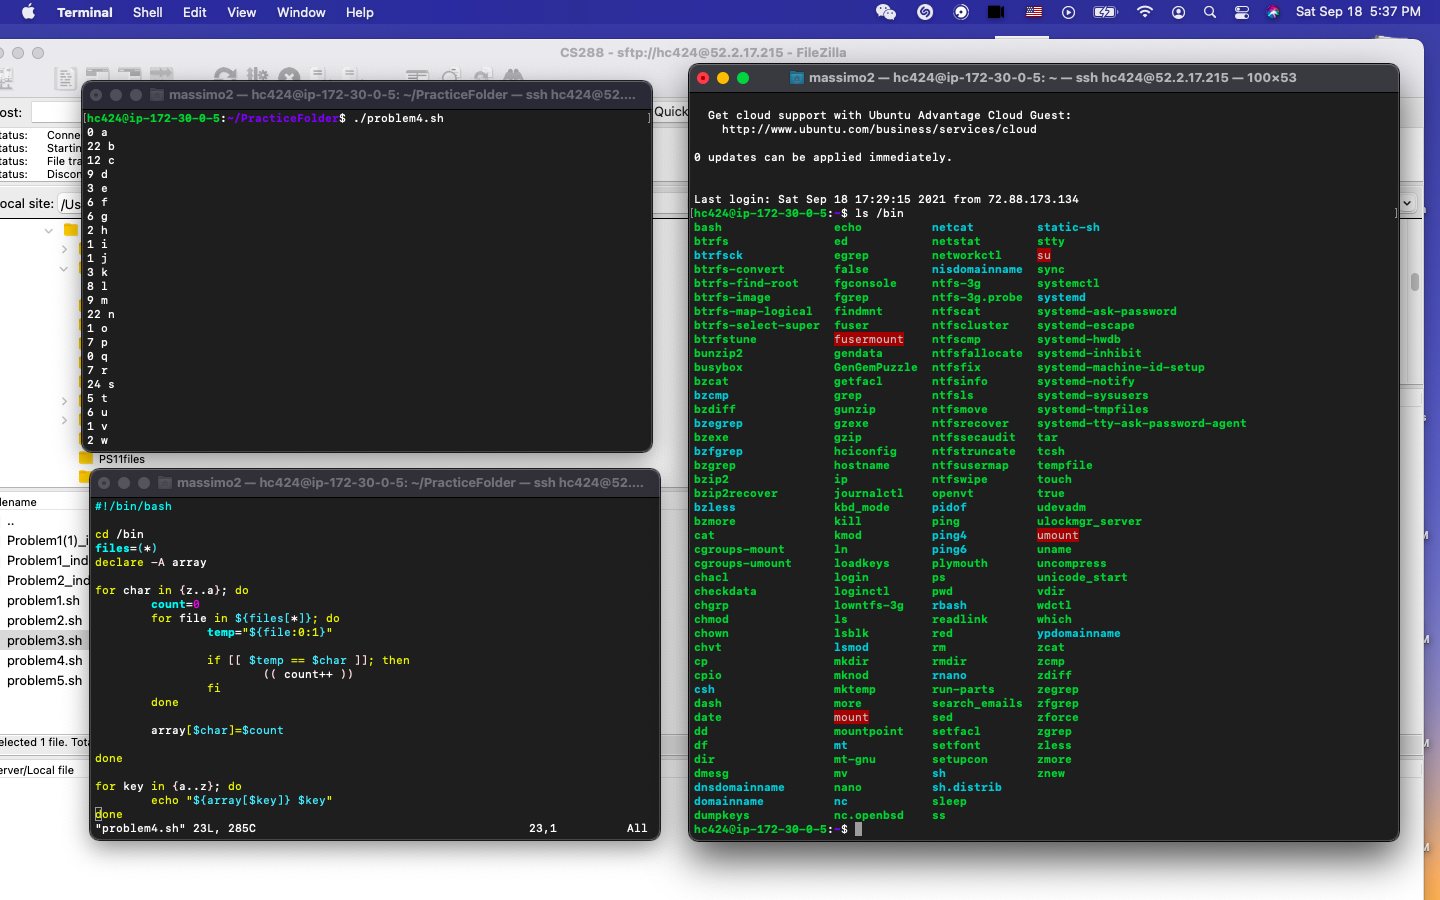 Terminal Shell Edit View Window Help Sat Sep 18 5:37 PM
CS288 - sftp://hc424@52.2.17.215 - FileZilla
ost: Quick
tatus: Conne
tatus: Startin
tatus: File tra
tatus: Discon
ocal site: /Us
PS11files
lename
..
Problem1(1)_i
Problem1_ind
Problem2_ind
problem1.sh
problem2.sh
problem3.sh
problem4.sh
problem5.sh
elected 1 file. Tota
erver/Local file
massimo2 — hc424@ip-172-30-0-5: ~/PracticeFolder — ssh hc424@52....
[hc424@ip-172-30-0-5:~/PracticeFolder$ ./problem4.sh ]
0 a
22 b
12 c
9 d
3 e
6 f
6 g
2 h
1 i
1 j
3 k
8 l
9 m
22 n
1 o
7 p
0 q
7 r
24 s
5 t
6 u
1 v
2 w
massimo2 — hc424@ip-172-30-0-5: ~/PracticeFolder — ssh hc424@52....
#!/bin/bash
cd /bin
files=(*)
declare -A array
for char in {z..a}; do
count=0
for file in ${files[*]}; do
temp="${file:0:1}"
if [[ $temp == $char ]]; then
(( count++ ))
fi
done
array[$char]=$count
done
for key in {a..z}; do
echo "${array[$key]} $key"
done
"problem4.sh" 23L, 285C 23,1 All
massimo2 — hc424@ip-172-30-0-5: ~ — ssh hc424@52.2.17.215 — 100×53
Get cloud support with Ubuntu Advantage Cloud Guest:
http://www.ubuntu.com/business/services/cloud
0 updates can be applied immediately.
Last login: Sat Sep 18 17:29:15 2021 from 72.88.173.134
[hc424@ip-172-30-0-5:~$ ls /bin ]
bash echo netcat static-sh
btrfs ed netstat stty
btrfsck egrep networkctl su
btrfs-convert false nisdomainname sync
btrfs-find-root fgconsole ntfs-3g systemctl
btrfs-image fgrep ntfs-3g.probe systemd
btrfs-map-logical findmnt ntfscat systemd-ask-password
btrfs-select-super fuser ntfscluster systemd-escape
btrfstune fusermount ntfscmp systemd-hwdb
bunzip2 gendata ntfsfallocate systemd-inhibit
busybox GenGemPuzzle ntfsfix systemd-machine-id-setup
bzcat getfacl ntfsinfo systemd-notify
bzcmp grep ntfsls systemd-sysusers
bzdiff gunzip ntfsmove systemd-tmpfiles
bzegrep gzexe ntfsrecover systemd-tty-ask-password-agent
bzexe gzip ntfssecaudit tar
bzfgrep hciconfig ntfstruncate tcsh
bzgrep hostname ntfsusermap tempfile
bzip2 ip ntfswipe touch
bzip2recover journalctl openvt true
bzless kbd_mode pidof udevadm
bzmore kill ping ulockmgr_server
cat kmod ping4 umount
cgroups-mount ln ping6 uname
cgroups-umount loadkeys plymouth uncompress
chacl login ps unicode_start
checkdata loginctl pwd vdir
chgrp lowntfs-3g rbash wdctl
chmod ls readlink which
chown lsblk red ypdomainname
chvt lsmod rm zcat
cp mkdir rmdir zcmp
cpio mknod rnano zdiff
csh mktemp run-parts zegrep
dash more search_emails zfgrep
date mount sed zforce
dd mountpoint setfacl zgrep
df mt setfont zless
dir mt-gnu setupcon zmore
dmesg mv sh znew
dnsdomainname nano sh.distrib
domainname nc sleep
dumpkeys nc.openbsd ss
hc424@ip-172-30-0-5:~$